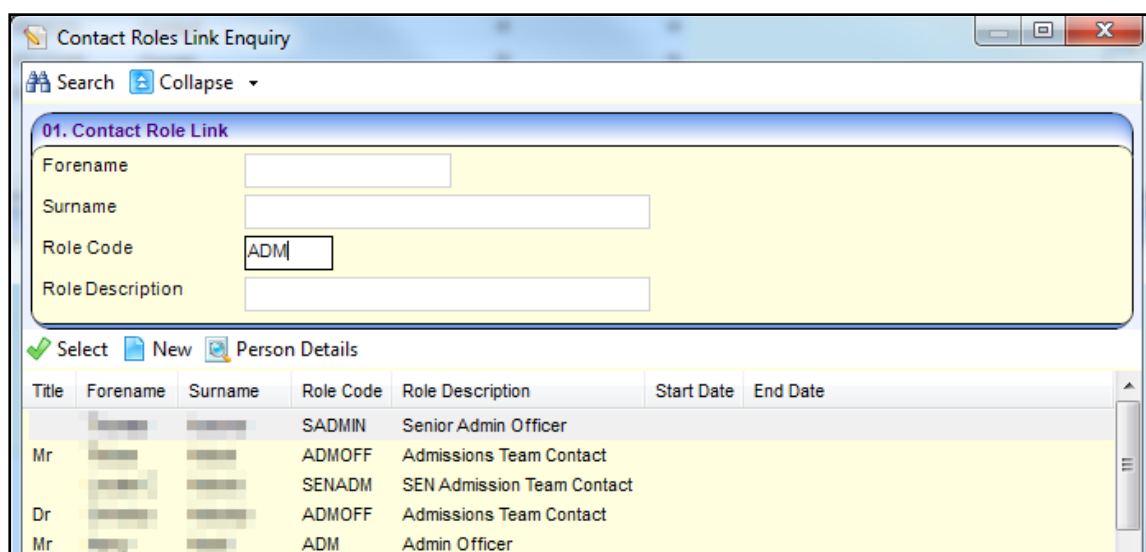 Contact Roles Link Enquiry
Search Collapse
01. Contact Role Link
Forename
Surname
Role Code ADM
Role Description
Select New Person Details
Title Forename Surname Role Code Role Description Start Date End Date
SADMIN Senior Admin Officer
Mr ADMOFF Admissions Team Contact
SENADM SEN Admission Team Contact
Dr ADMOFF Admissions Team Contact
Mr ADM Admin Officer